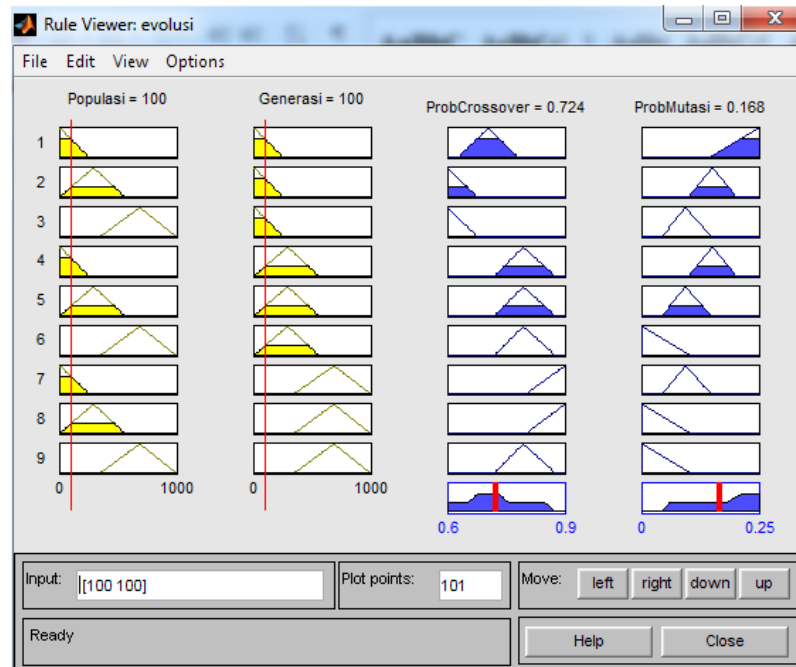 Rule Viewer: evolusi
File Edit View Options
Populasi = 100 Generasi = 100 ProbCrossover = 0.724 ProbMutasi = 0.168
1
2
3
4
5
6
7
8
9
0 1000 0 1000 0.6 0.9 0 0.25
Input: [100 100] Plot points: 101 Move: left right down up
Ready Help Close